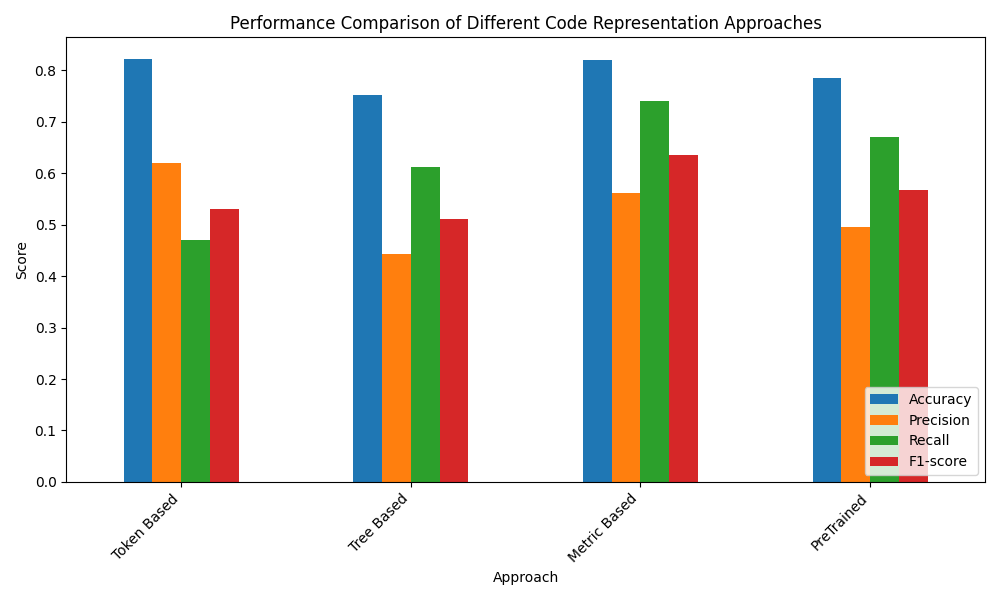 Performance Comparison of Different Code Representation Approaches
Score
0.8
0.7
0.6
0.5
0.4
0.3
0.2
0.1
0.0
Accuracy
Precision
Recall
F1-score
Token Based
Tree Based
Metric Based
PreTrained
Approach